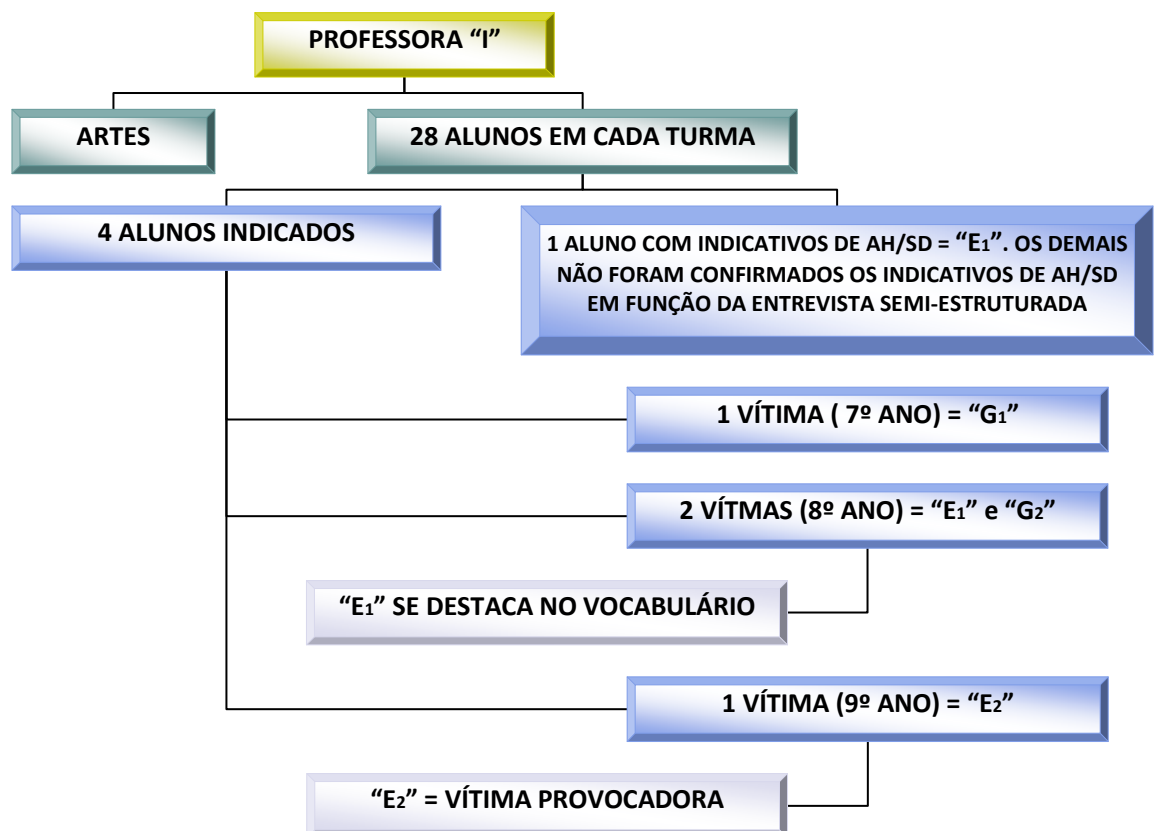 PROFESSORA “I”
ARTES
28 ALUNOS EM CADA TURMA
4 ALUNOS INDICADOS
1 ALUNO COM INDICATIVOS DE AH/SD = “E1”. OS DEMAIS
NÃO FORAM CONFIRMADOS OS INDICATIVOS DE AH/SD
EM FUNÇÃO DA ENTREVISTA SEMI-ESTRUTURADA
1 VÍTIMA ( 7º ANO) = “G1”
2 VÍTMAS (8º ANO) = “E1” e “G2”
“E1” SE DESTACA NO VOCABULÁRIO
1 VÍTIMA (9º ANO) = “E2”
“E2” = VÍTIMA PROVOCADORA